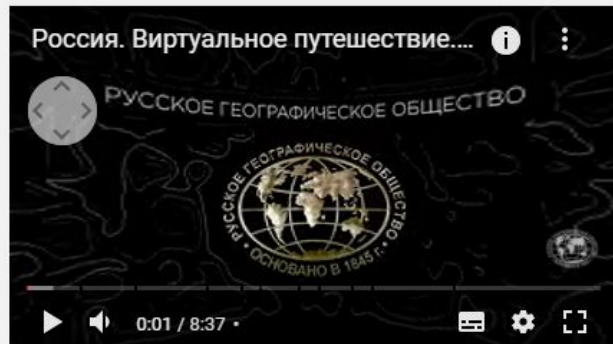 Россия. Виртуальное путешествие....
РУССКОЕ ГЕОГРАФИЧЕСКОЕ ОБЩЕСТВО
РУССКОЕ ГЕОГРАФИЧЕСКОЕ ОБЩЕСТВО
• ОСНОВАНО В 1845 г. •
0:01 / 8:37 •